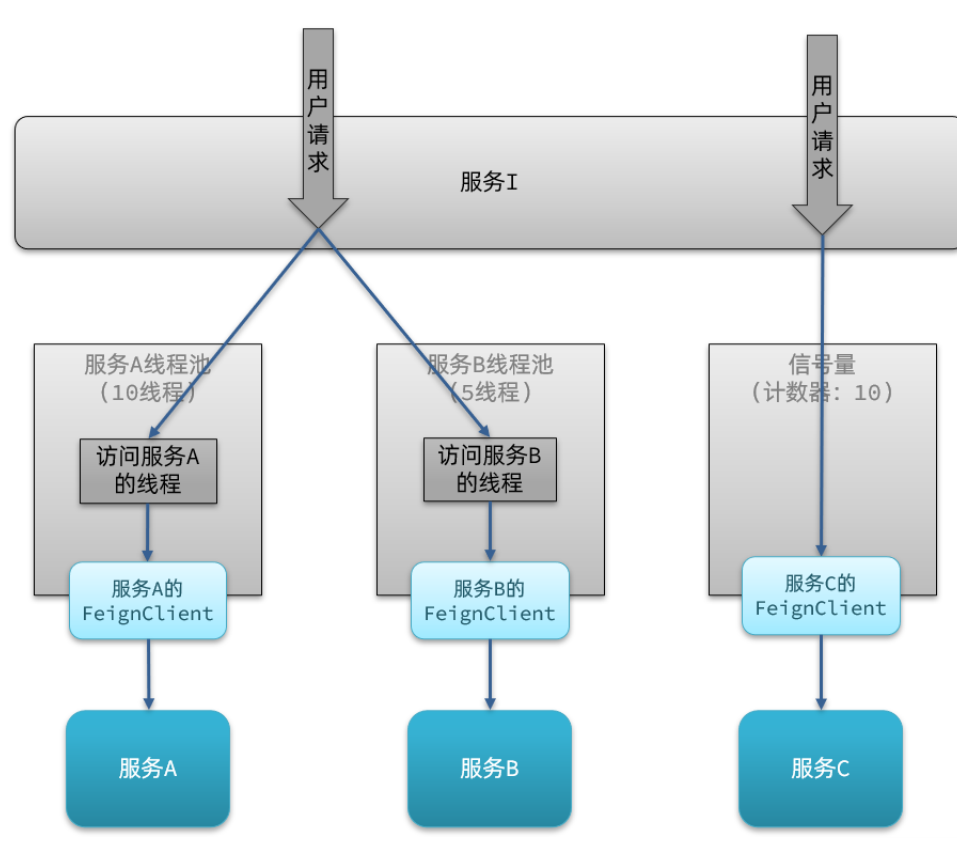 用户请求
用户请求
服务I
服务A线程池
(10线程)
服务B线程池
(5线程)
信号量
(计数器：10)
访问服务A
的线程
访问服务B
的线程
服务A的
FeignClient
服务B的
FeignClient
服务C的
FeignClient
服务A
服务B
服务C